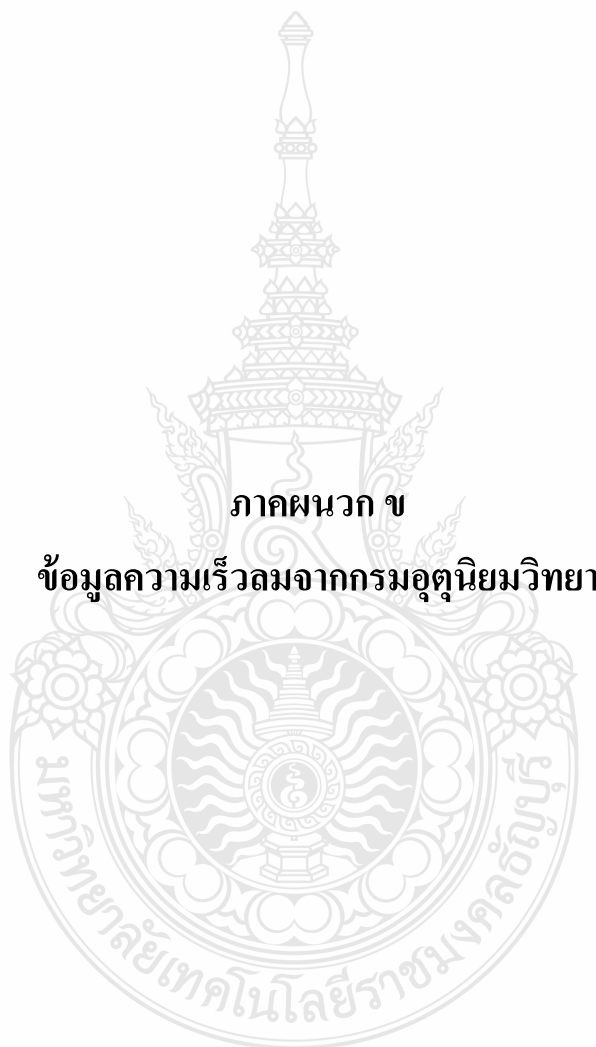 ภาคผนวก ข
ข้อมูลความเร็วลมจากกรมอุตุนิยมวิทยา
มหาวิทยาลัยเทคโนโลยีราชมงคลธัญบุรี